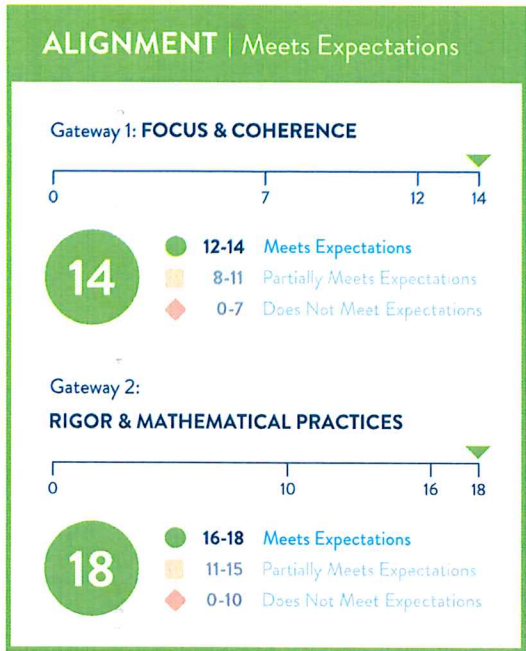 ALIGNMENT | Meets Expectations
Gateway 1: FOCUS & COHERENCE
0 7 12 14
14
12-14 Meets Expectations
8-11 Partially Meets Expectations
0-7 Does Not Meet Expectations
Gateway 2:
RIGOR & MATHEMATICAL PRACTICES
0 10 16 18
18
16-18 Meets Expectations
11-15 Partially Meets Expectations
0-10 Does Not Meet Expectations